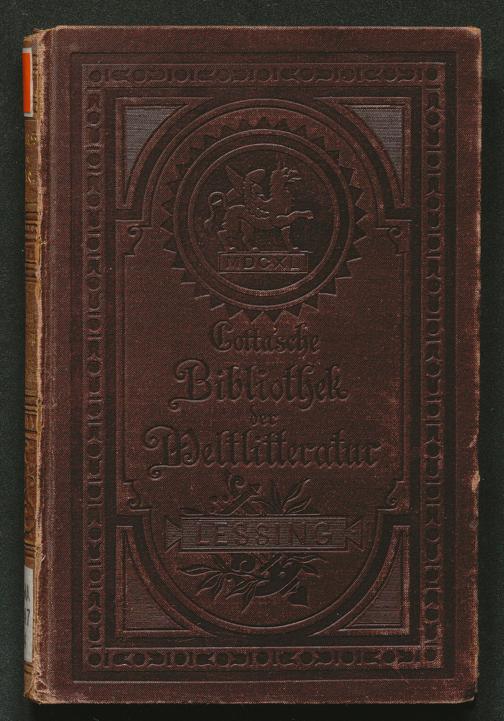 MDCXL
Cotta'sche
Bibliothek
der
Weltlitteratur
LESSING